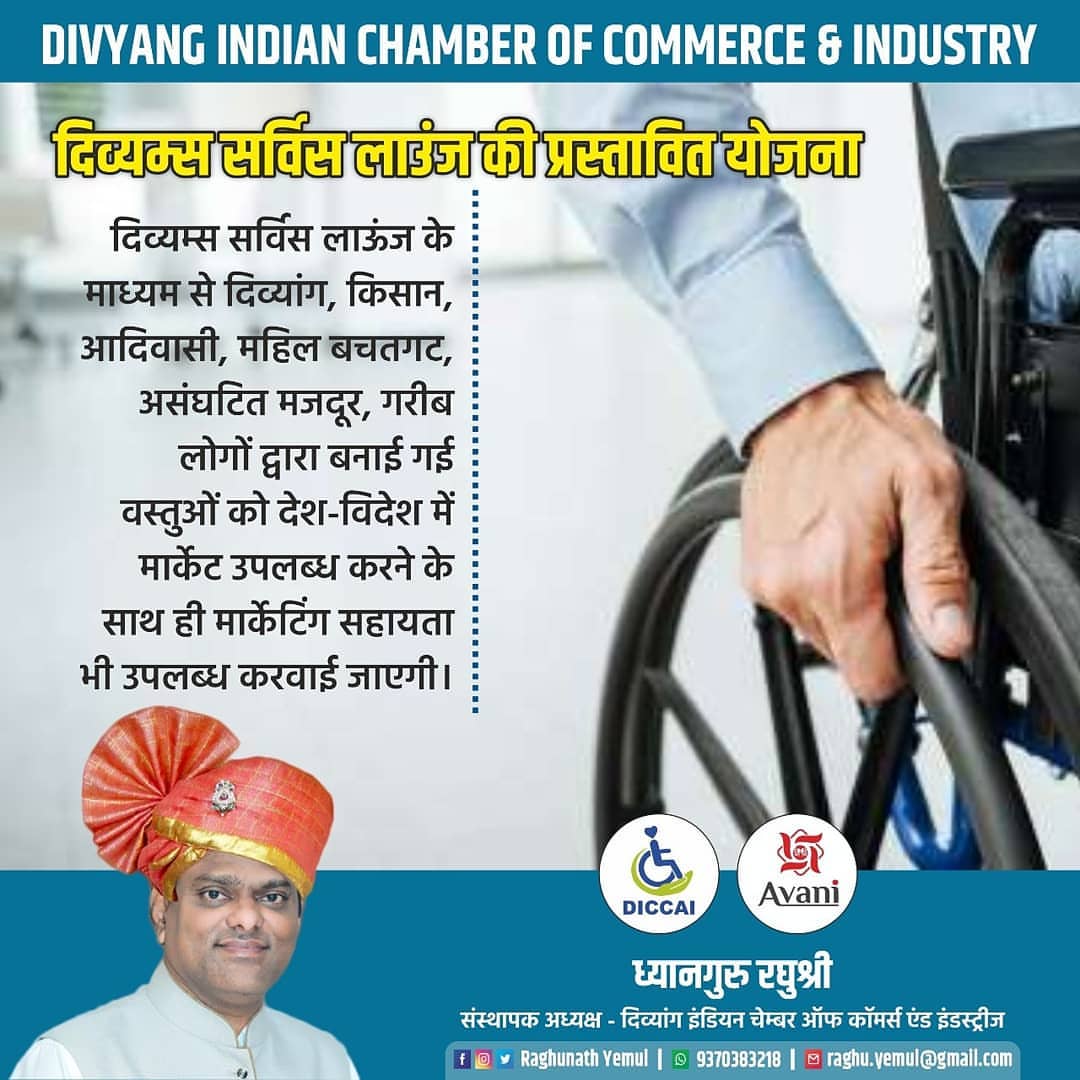 DIVYANG INDIAN CHAMBER OF COMMERCE & INDUSTRY
दिव्यम्स सर्विस लाउंज की प्रस्तावित योजना
दिव्यम्स सर्विस लाऊंज के
माध्यम से दिव्यांग, किसान,
आदिवासी, महिल बचतगट,
असंघटित मजदूर, गरीब
लोगों द्वारा बनाई गई
वस्तुओं को देश-विदेश में
मार्केट उपलब्ध करने के
साथ ही मार्केटिंग सहायता
भी उपलब्ध करवाई जाएगी।
DICCAI
Avani
ध्यानगुरु रघुश्री
संस्थापक अध्यक्ष - दिव्यांग इंडियन चेम्बर ऑफ कॉमर्स एंड इंडस्ट्रीज
Raghunath Yemul | 9370383218 | raghu.yemul@gmail.com